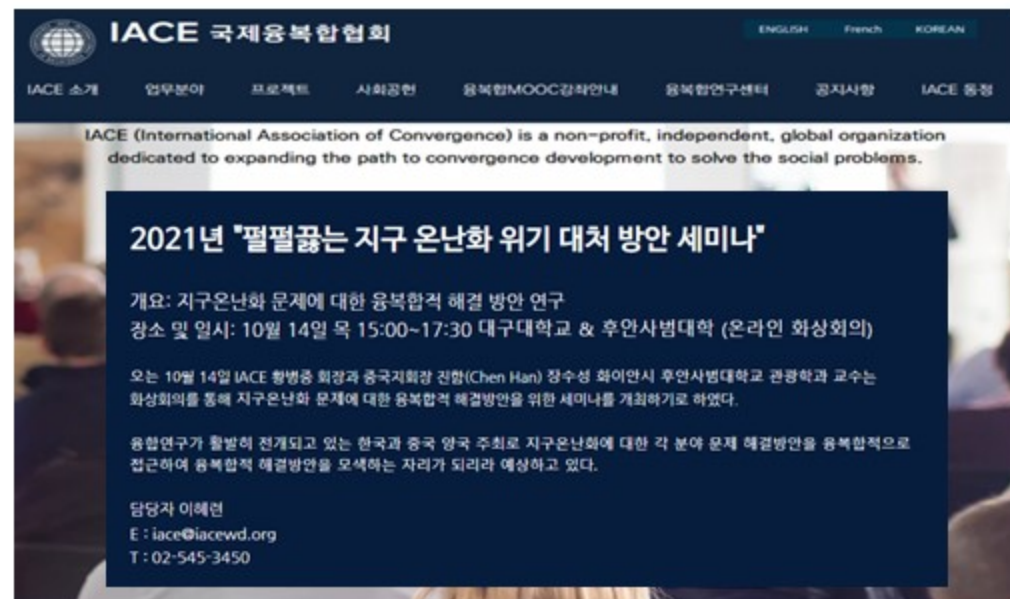 IACE 국제융복합협회
ENGLISH French KOREAN
IACE 소개 업무분야 프로젝트 사회공헌 융복합MOOC강좌안내 융복합연구센터 공지사항 IACE 동정
IACE (International Association of Convergence) is a non-profit, independent, global organization
dedicated to expanding the path to convergence development to solve the social problems.
2021년 "펄펄끓는 지구 온난화 위기 대처 방안 세미나"
개요: 지구온난화 문제에 대한 융복합적 해결 방안 연구
장소 및 일시: 10월 14일 목 15:00~17:30 대구대학교 & 후안사범대학 (온라인 화상회의)
오는 10월 14일 IACE 황병중 회장과 중국지회장 진함(Chen Han) 장수성 화이안시 후안사범대학교 관광학과 교수는
화상회의를 통해 지구온난화 문제에 대한 융복합적 해결방안을 위한 세미나를 개최하기로 하였다.
융합연구가 활발히 전개되고 있는 한국과 중국 양국 주최로 지구온난화에 대한 각 분야 문제 해결방안을 융복합적으로
접근하여 융복합적 해결방안을 모색하는 자리가 되리라 예상하고 있다.
담당자 이혜련
E : iace@iacewd.org
T : 02-545-3450